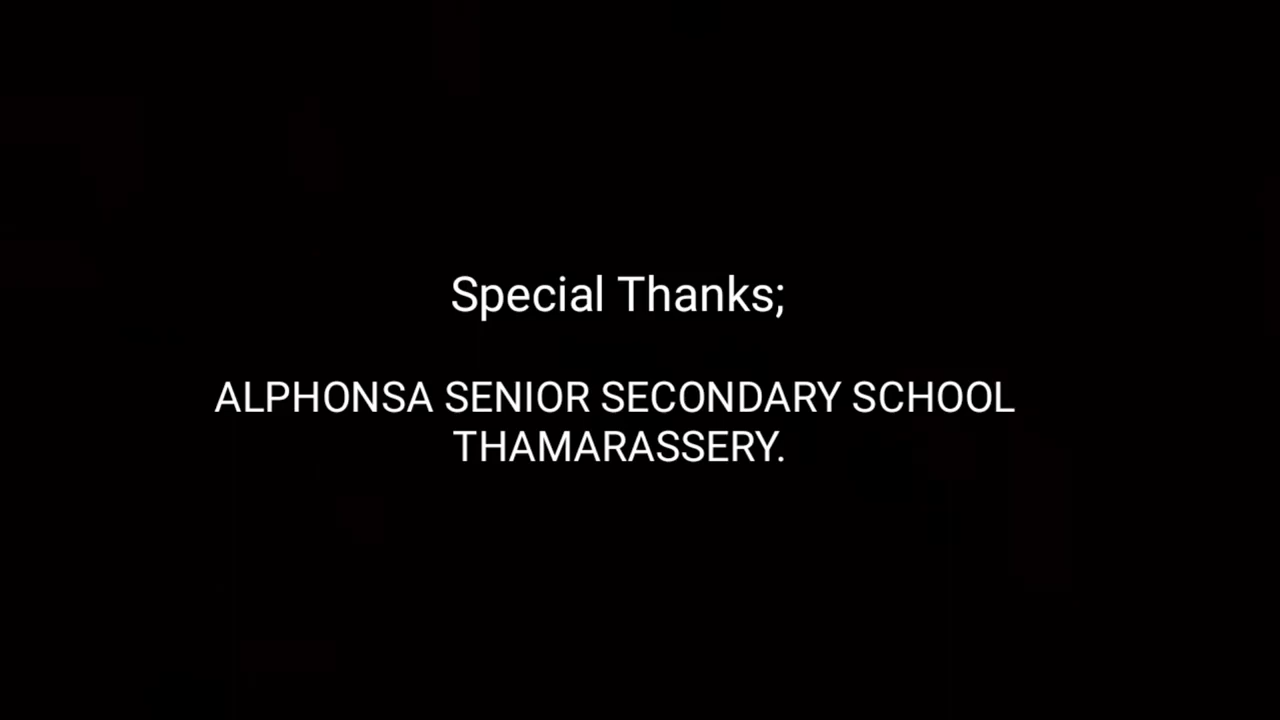 Special Thanks;
ALPHONSA SENIOR SECONDARY SCHOOL
THAMARASSERY.